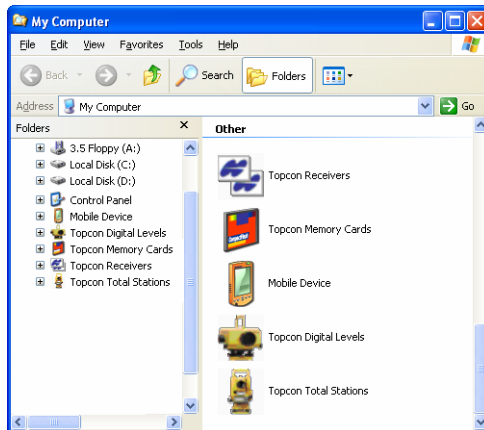 My Computer
File Edit View Favorites Tools Help
Back Search Folders
Address My Computer Go
Folders
3.5 Floppy (A:)
Local Disk (C:)
Local Disk (D:)
Control Panel
Mobile Device
Topcon Digital Levels
Topcon Memory Cards
Topcon Receivers
Topcon Total Stations
Other
Topcon Receivers
Topcon Memory Cards
Mobile Device
Topcon Digital Levels
Topcon Total Stations